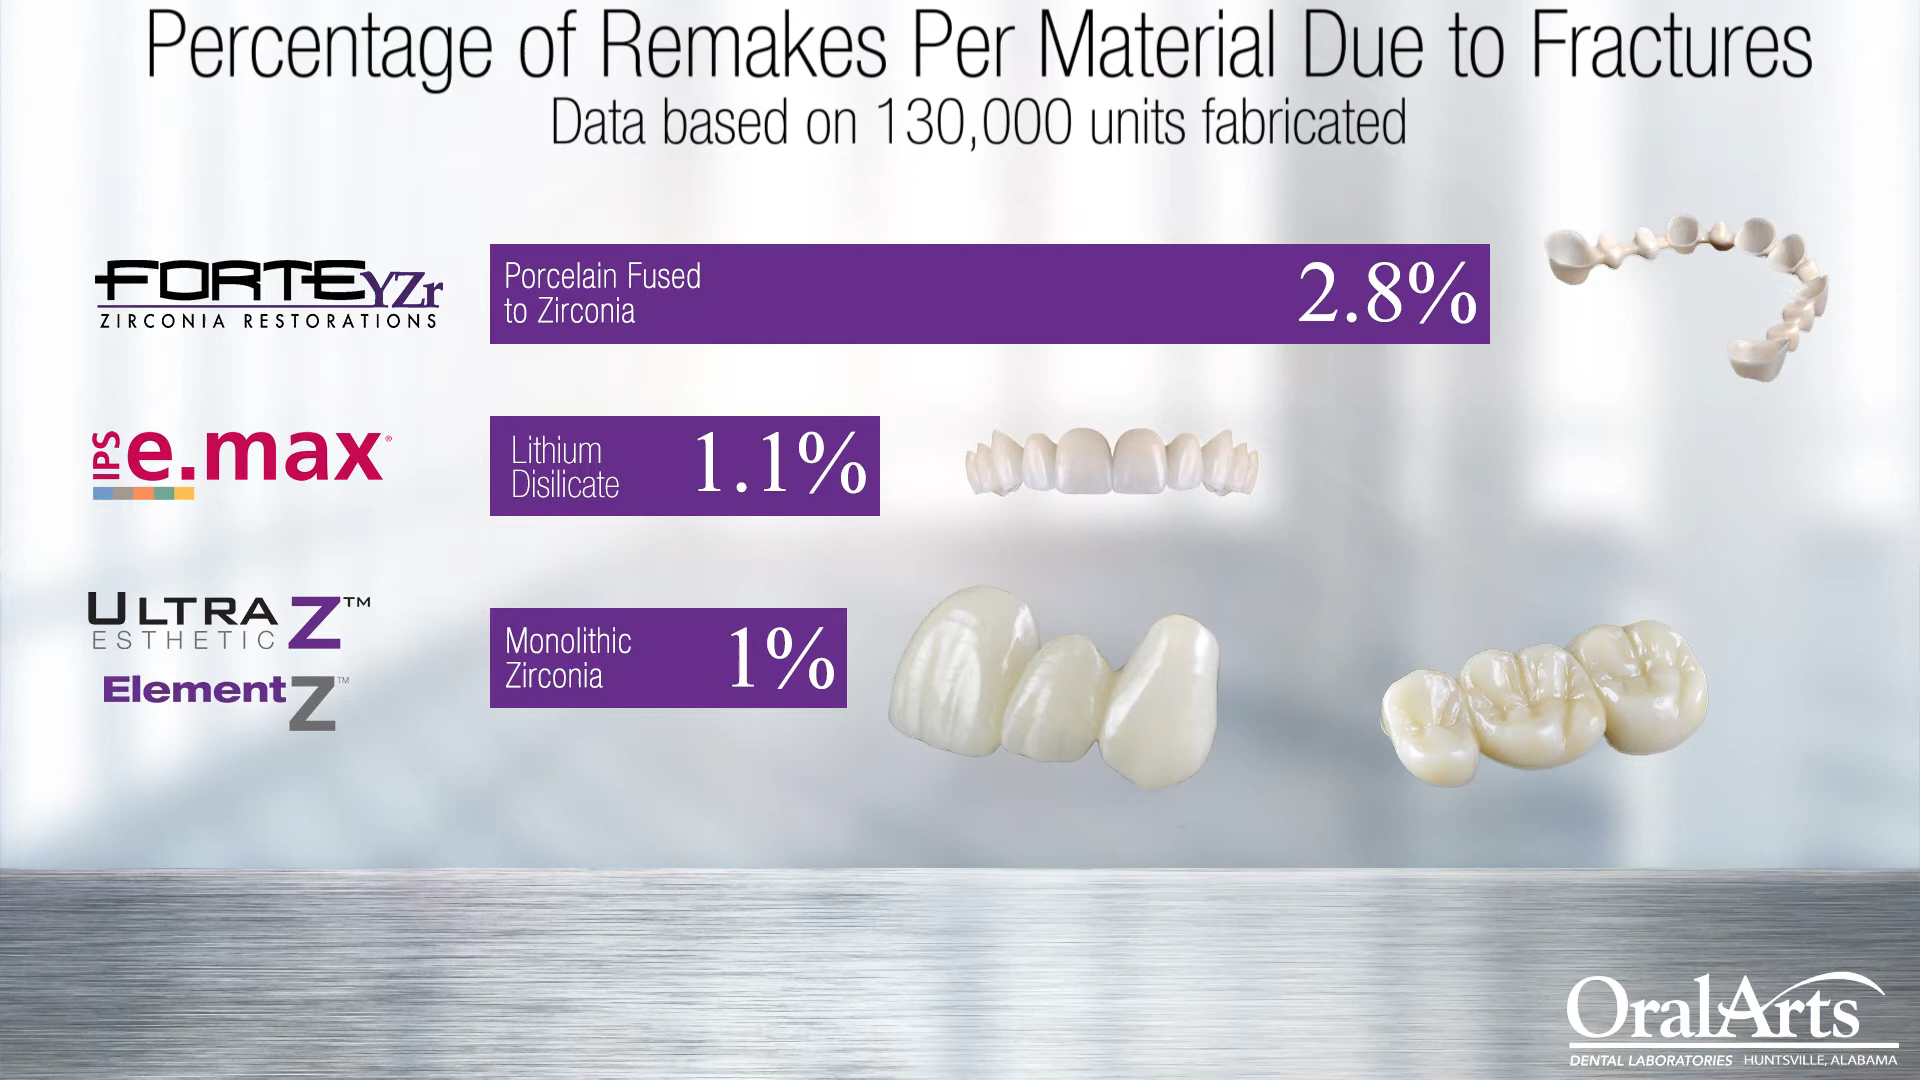 Percentage of Remakes Per Material Due to Fractures
Data based on 130,000 units fabricated
FORTE YZr
ZIRCONIA RESTORATIONS
Porcelain Fused
to Zirconia
2.8%
IPS e.max®
Lithium
Disilicate
1.1%
ULTRA Z™
ESTHETIC
Element Z™
Monolithic
Zirconia
1%
OralArts
DENTAL LABORATORIES HUNTSVILLE, ALABAMA